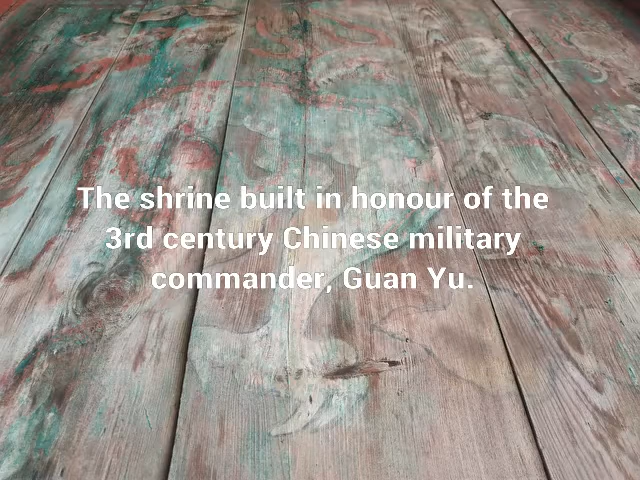 The shrine built in honour of the
3rd century Chinese military
commander, Guan Yu.